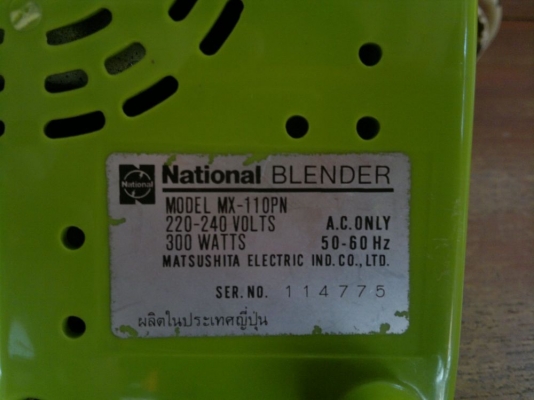 National
National BLENDER
MODEL MX-110PN
220-240 VOLTS A.C. ONLY
300 WATTS 50-60 Hz
MATSUSHITA ELECTRIC IND. CO., LTD.
SER. NO. 114775
ผลิตในประเทศญี่ปุ่น